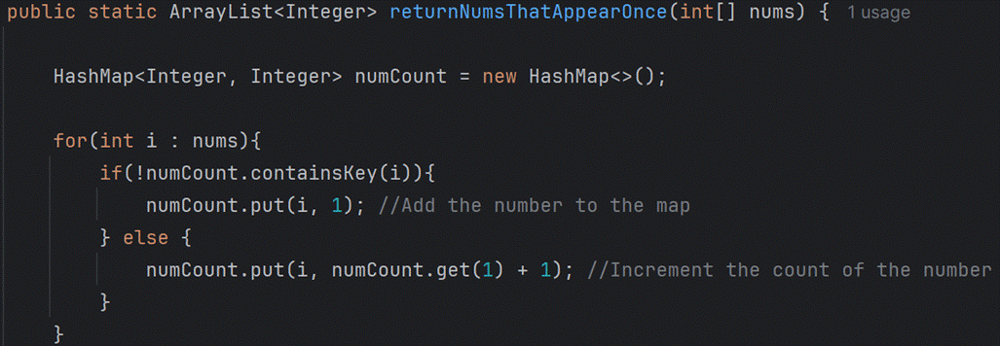 public static ArrayList<Integer> returnNumsThatAppearOnce(int[] nums) { 1 usage
HashMap<Integer, Integer> numCount = new HashMap<>();
for(int i : nums){
if(!numCount.containsKey(i)){
numCount.put(i, 1); //Add the number to the map
} else {
numCount.put(i, numCount.get(1) + 1); //Increment the count of the number
}
}